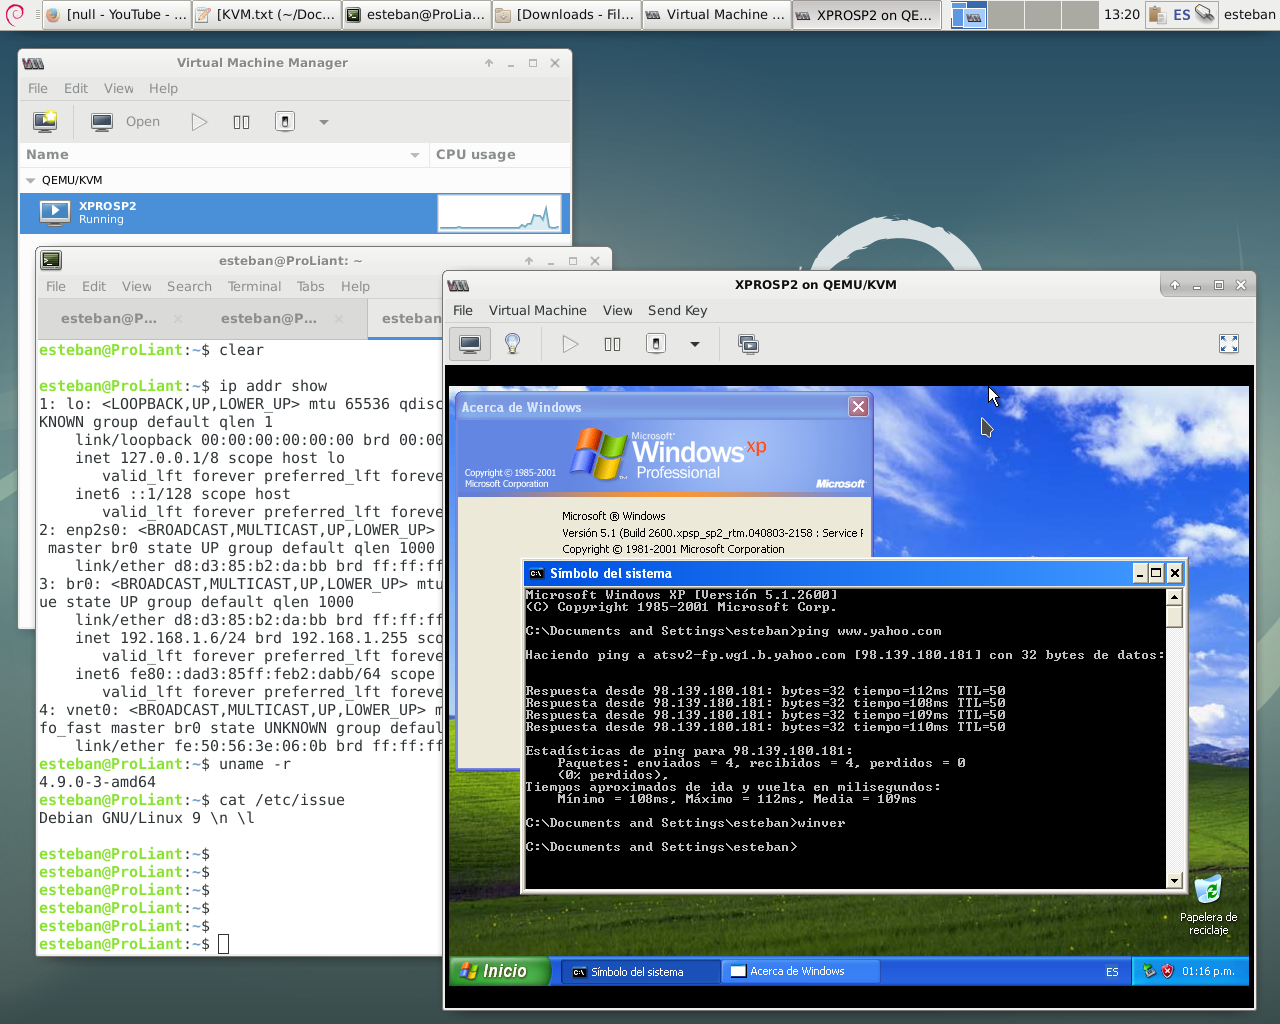 [null - YouTube - ...
[KVM.txt (~/Doc...
esteban@ProLia...
[Downloads - Fil...
Virtual Machine ...
XPROSP2 on QE...
13:20
ES
esteban
Virtual Machine Manager
File Edit View Help
Open
Name CPU usage
QEMU/KVM
XPROSP2
Running
esteban@ProLiant: ~
File Edit View Search Terminal Tabs Help
esteban@P... × esteban@P... × esteban
esteban@ProLiant:~$ clear
esteban@ProLiant:~$ ip addr show
1: lo: <LOOPBACK,UP,LOWER_UP> mtu 65536 qdisc
KNOWN group default qlen 1
link/loopback 00:00:00:00:00:00 brd 00:00
inet 127.0.0.1/8 scope host lo
valid_lft forever preferred_lft foreve
inet6 ::1/128 scope host
valid_lft forever preferred_lft foreve
2: enp2s0: <BROADCAST,MULTICAST,UP,LOWER_UP>
master br0 state UP group default qlen 1000
link/ether d8:d3:85:b2:da:bb brd ff:ff:ff
3: br0: <BROADCAST,MULTICAST,UP,LOWER_UP> mtu
ue state UP group default qlen 1000
link/ether d8:d3:85:b2:da:bb brd ff:ff:ff
inet 192.168.1.6/24 brd 192.168.1.255 sco
valid_lft forever preferred_lft foreve
inet6 fe80::dad3:85ff:feb2:dabb/64 scope
valid_lft forever preferred_lft foreve
4: vnet0: <BROADCAST,MULTICAST,UP,LOWER_UP> m
fo_fast master br0 state UNKNOWN group defaul
link/ether fe:50:56:3e:06:0b brd ff:ff:ff
esteban@ProLiant:~$ uname -r
4.9.0-3-amd64
esteban@ProLiant:~$ cat /etc/issue
Debian GNU/Linux 9 \n \l
esteban@ProLiant:~$
esteban@ProLiant:~$
esteban@ProLiant:~$
esteban@ProLiant:~$
esteban@ProLiant:~$
esteban@ProLiant:~$
XPROSP2 on QEMU/KVM
File Virtual Machine View Send Key
Acerca de Windows
Microsoft®
Windows xp
Professional
Copyright © 1985-2001
Microsoft Corporation
Microsoft
Microsoft ® Windows
Versión 5.1 (Build 2600.xpsp_sp2_rtm.040803-2158 : Service F
Copyright © 1981-2001 Microsoft Corporation
Símbolo del sistema
Microsoft Windows XP [Versión 5.1.2600]
(C) Copyright 1985-2001 Microsoft Corp.
C:\Documents and Settings\esteban>ping www.yahoo.com
Haciendo ping a atsv2-fp.wg1.b.yahoo.com [98.139.180.181] con 32 bytes de datos:
Respuesta desde 98.139.180.181: bytes=32 tiempo=112ms TTL=50
Respuesta desde 98.139.180.181: bytes=32 tiempo=108ms TTL=50
Respuesta desde 98.139.180.181: bytes=32 tiempo=109ms TTL=50
Respuesta desde 98.139.180.181: bytes=32 tiempo=110ms TTL=50
Estadísticas de ping para 98.139.180.181:
Paquetes: enviados = 4, recibidos = 4, perdidos = 0
(0% perdidos),
Tiempos aproximados de ida y vuelta en milisegundos:
Mínimo = 108ms, Máximo = 112ms, Media = 109ms
C:\Documents and Settings\esteban>winver
C:\Documents and Settings\esteban>
Papelera de
reciclaje
Inicio
Símbolo del sistema
Acerca de Windows
ES
01:16 p.m.